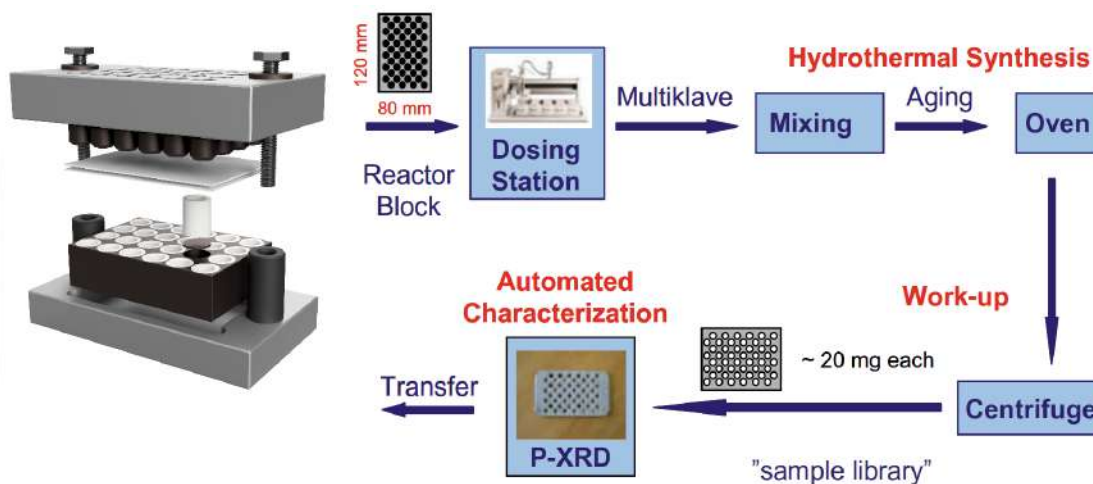 120 mm
80 mm
Reactor
Block
Dosing
Station
Multiklave
Hydrothermal Synthesis
Mixing
Aging
Oven
Work-up
Centrifuge
~ 20 mg each
"sample library"
Automated
Characterization
P-XRD
Transfer